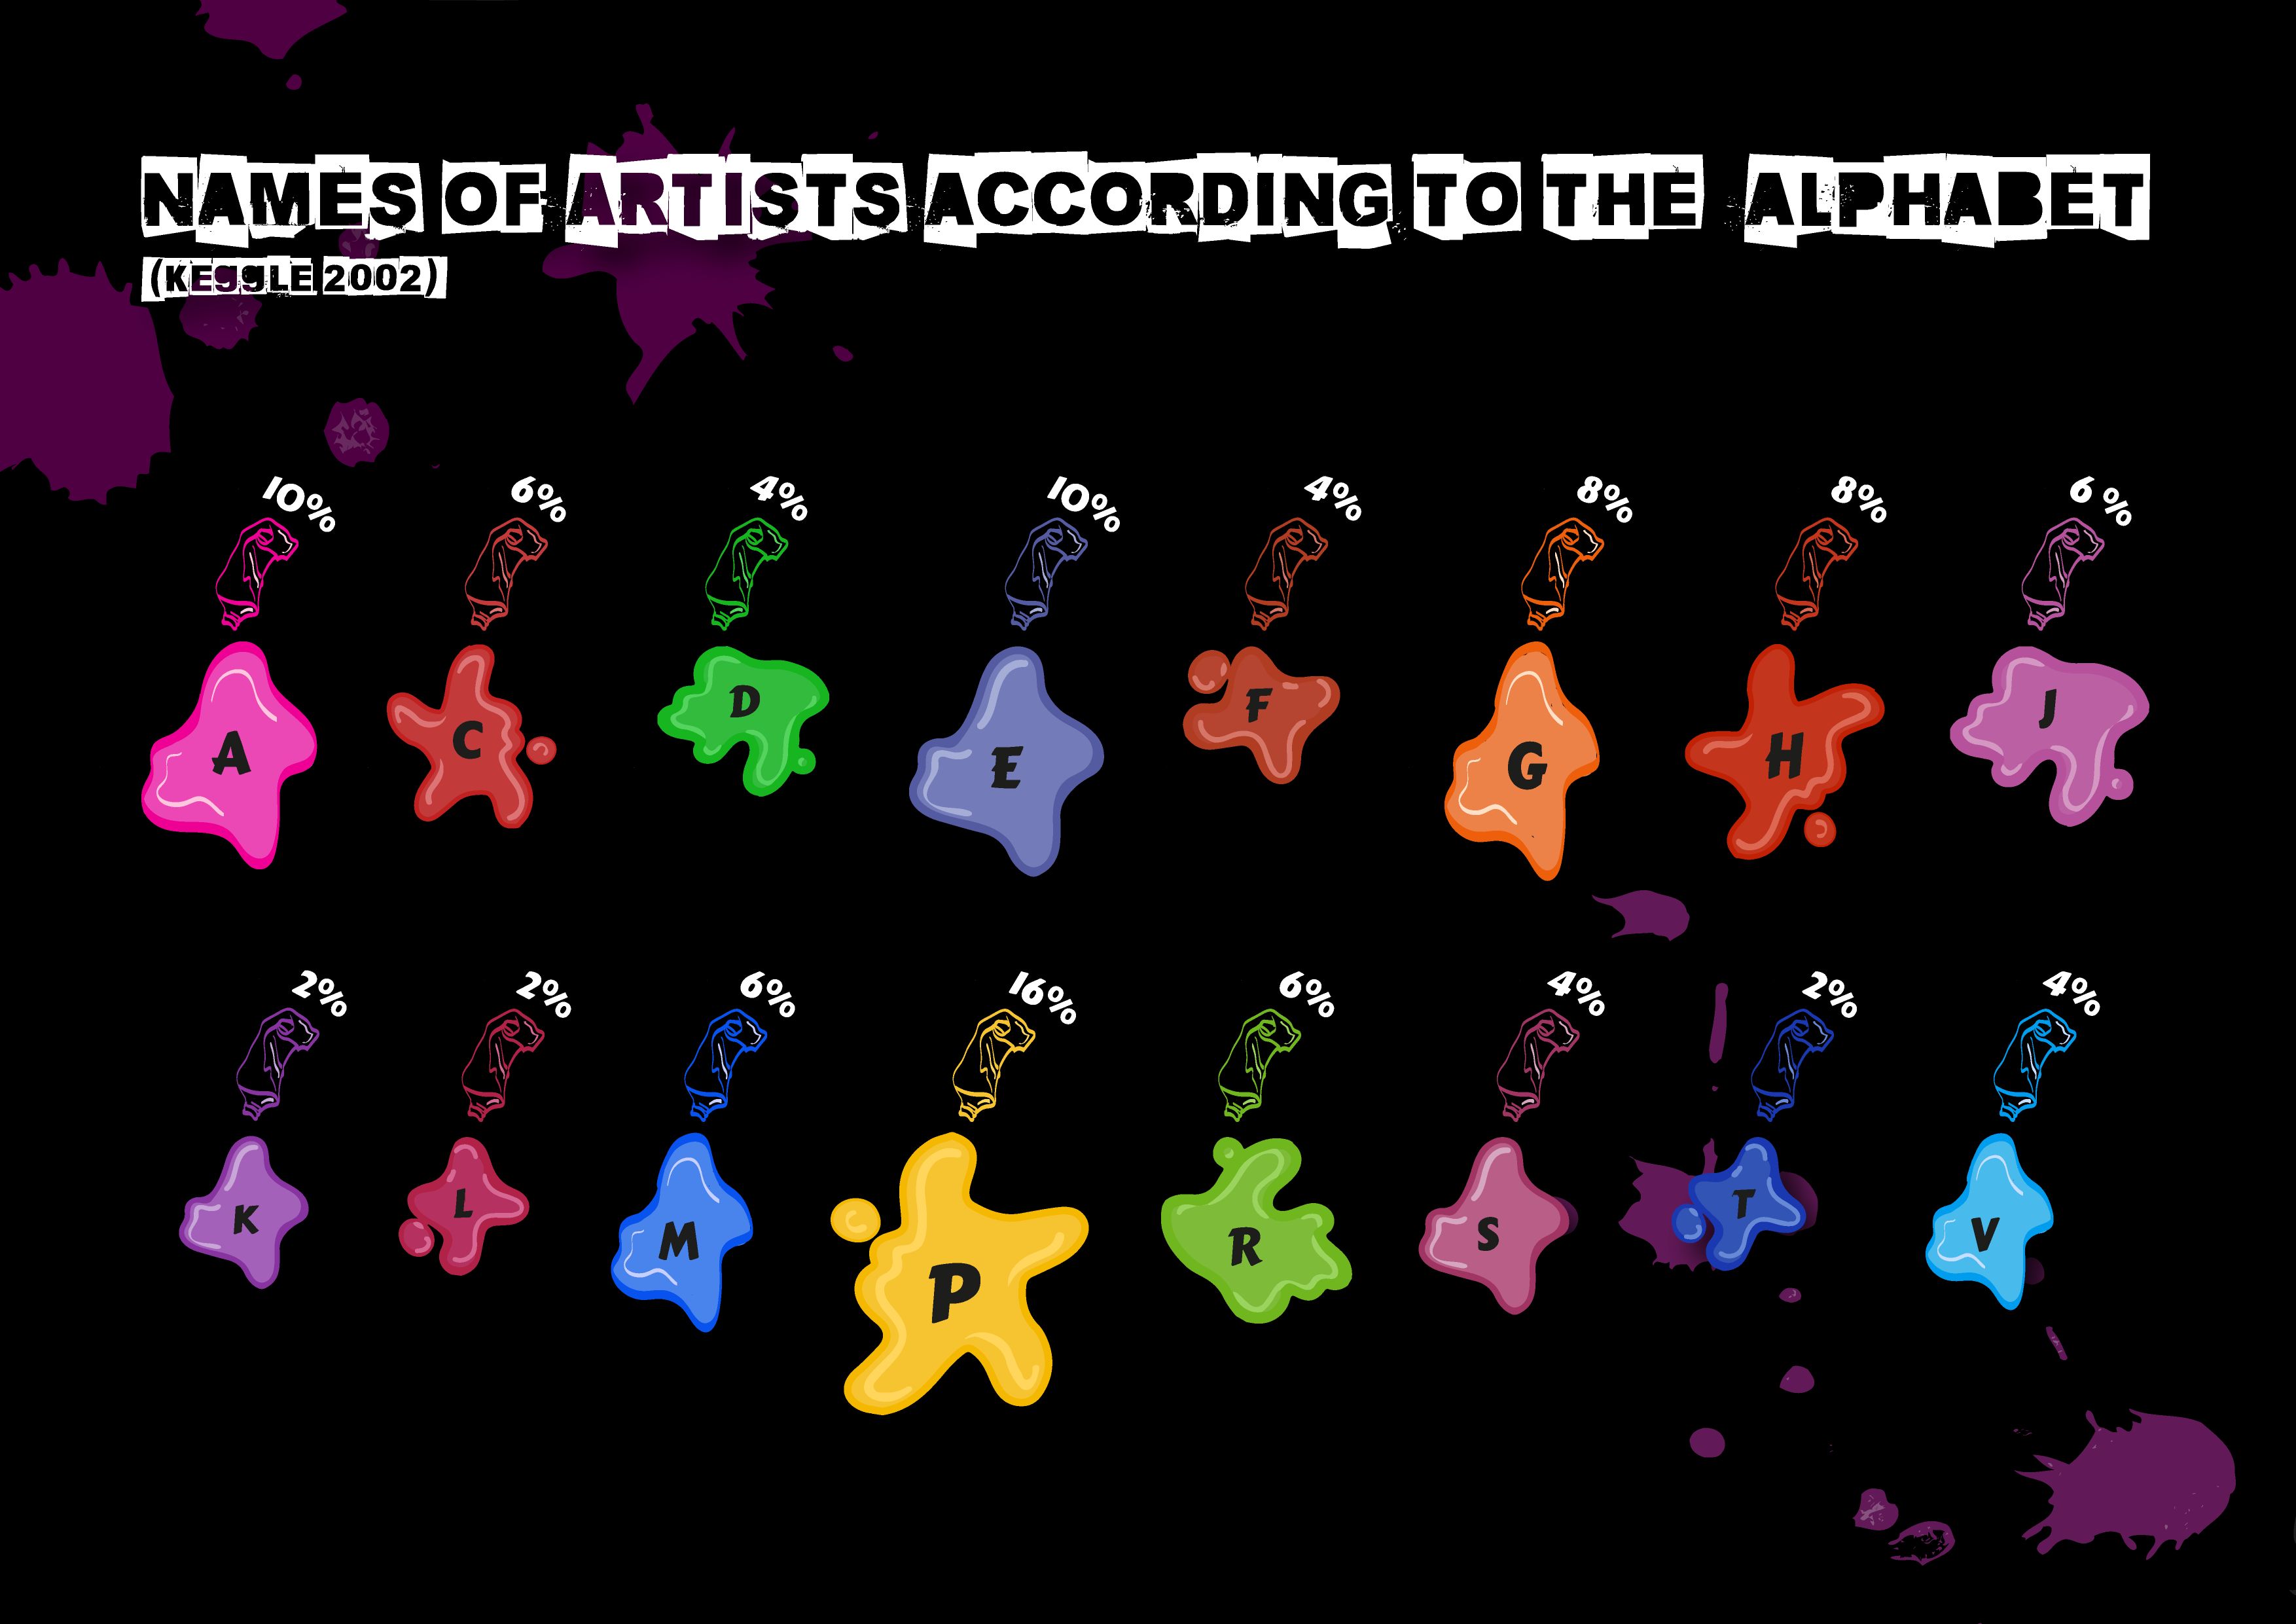 NAMES OF ARTISTS ACCORDING TO THE ALPHABET
(KEggLE 2002)
10% 6% 4% 10% 4% 8% 8% 6 %
A C D E F G H J
2% 2% 6% 16% 6% 4% 2% 4%
K L M P R S T V